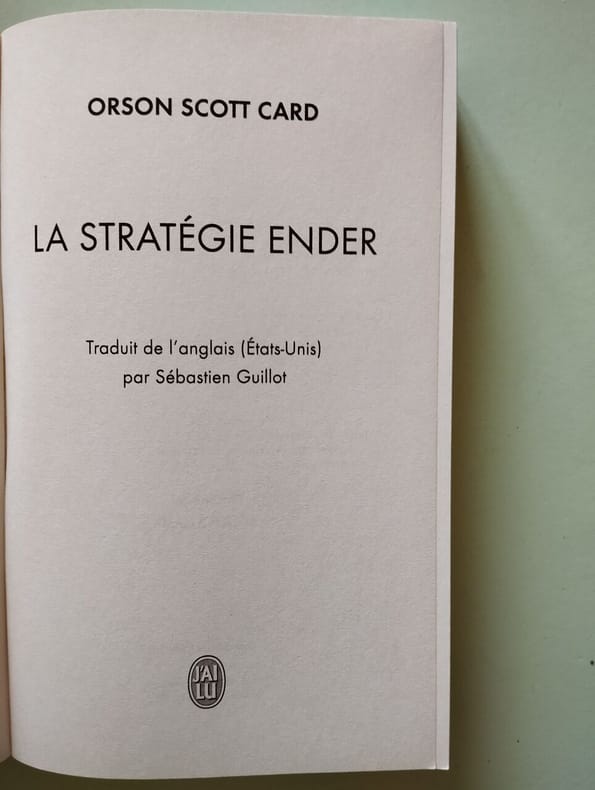 ORSON SCOTT CARD
LA STRATÉGIE ENDER
Traduit de l'anglais (États-Unis)
par Sébastien Guillot
J'AI
LU